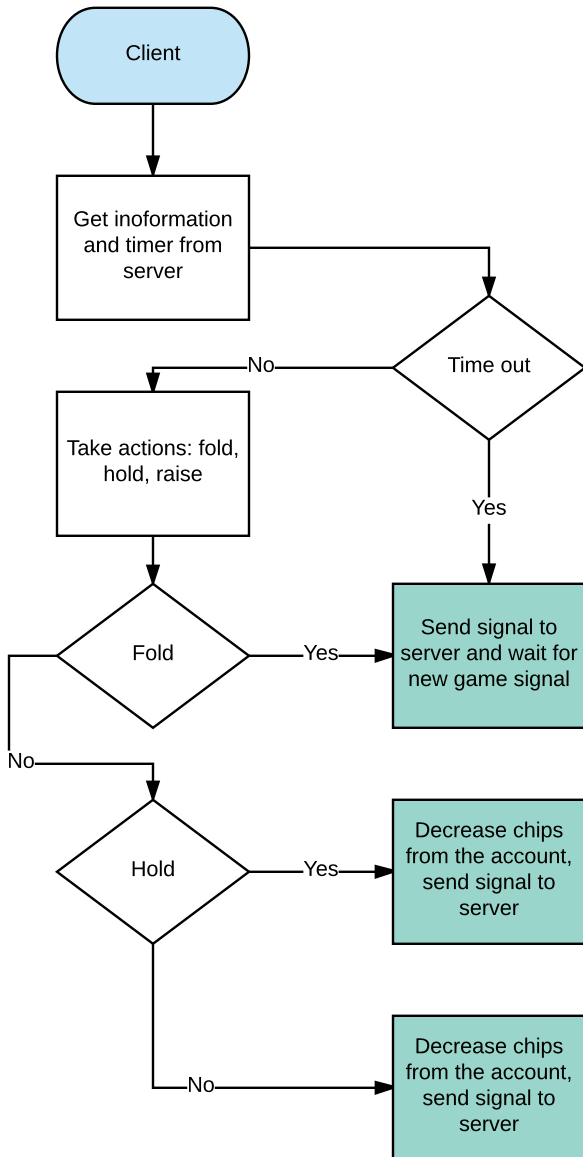 Client
Get inoformation
and timer from
server
Time out
No
Take actions: fold,
hold, raise
Yes
Fold
Yes
Send signal to
server and wait for
new game signal
No
Hold
Yes
Decrease chips
from the account,
send signal to
server
No
Decrease chips
from the account,
send signal to
server